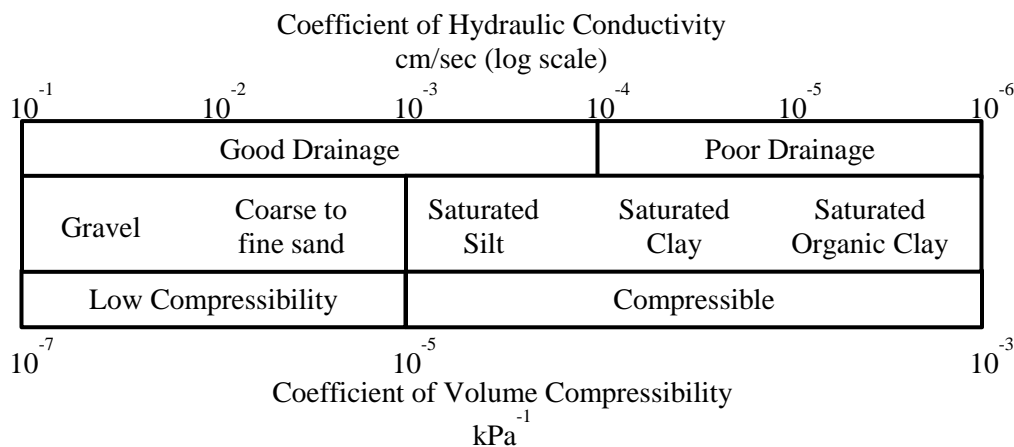 Coefficient of Hydraulic Conductivity
cm/sec (log scale)
10^-1 10^-2 10^-3 10^-4 10^-5 10^-6
Good Drainage Poor Drainage
Gravel Coarse to fine sand Saturated Silt Saturated Clay Saturated Organic Clay
Low Compressibility Compressible
10^-7 10^-5 10^-3
Coefficient of Volume Compressibility
kPa^-1